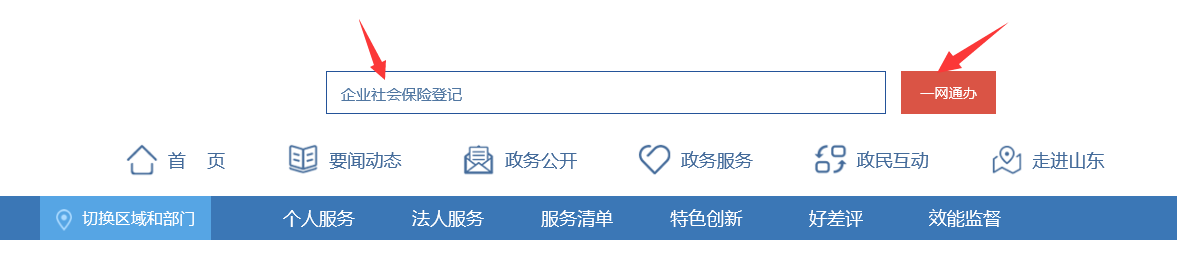 企业社会保险登记
一网通办
首 页 要闻动态 政务公开 政务服务 政民互动 走进山东
切换区域和部门 个人服务 法人服务 服务清单 特色创新 好差评 效能监督